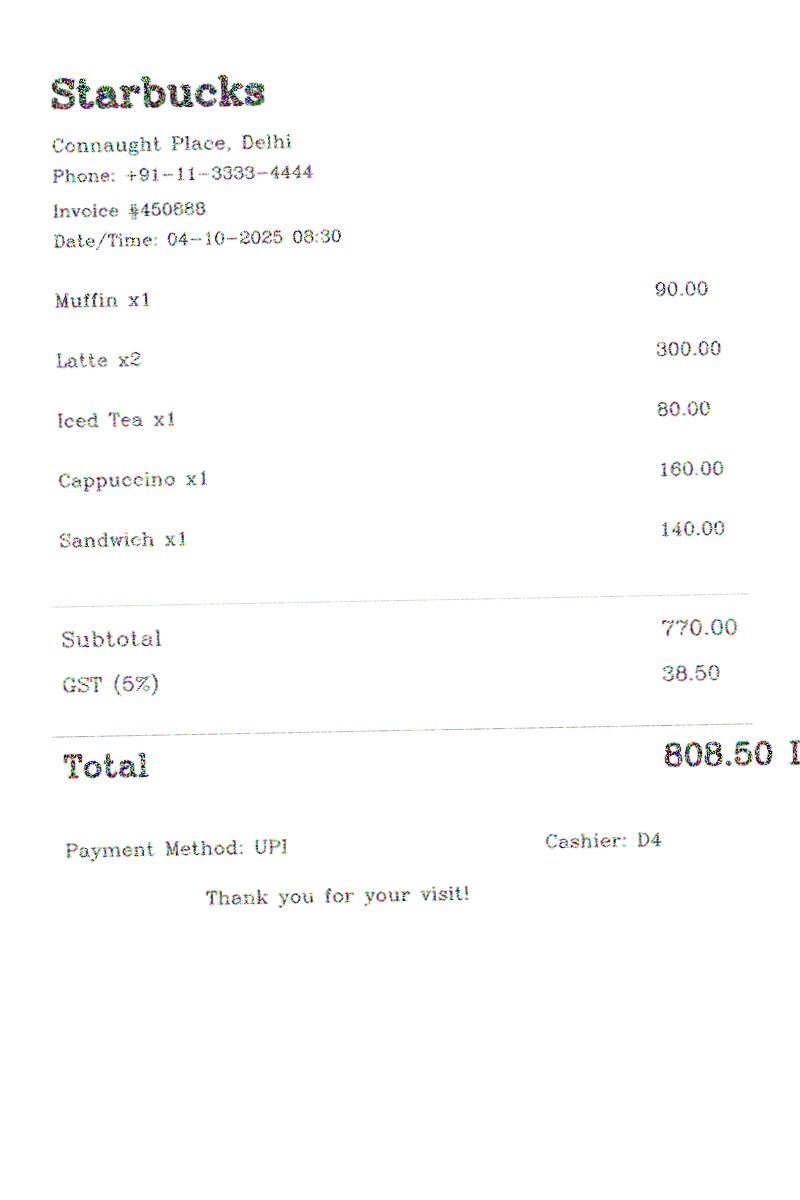 Starbucks
Connaught Place, Delhi
Phone: +91-11-3333-4444
Invoice #450888
Date/Time: 04-10-2025 08:30
Muffin x1 90.00
Latte x2 300.00
Iced Tea x1 80.00
Cappuccino x1 160.00
Sandwich x1 140.00
Subtotal 770.00
GST (5%) 38.50
Total 808.50
Payment Method: UPI Cashier: D4
Thank you for your visit!